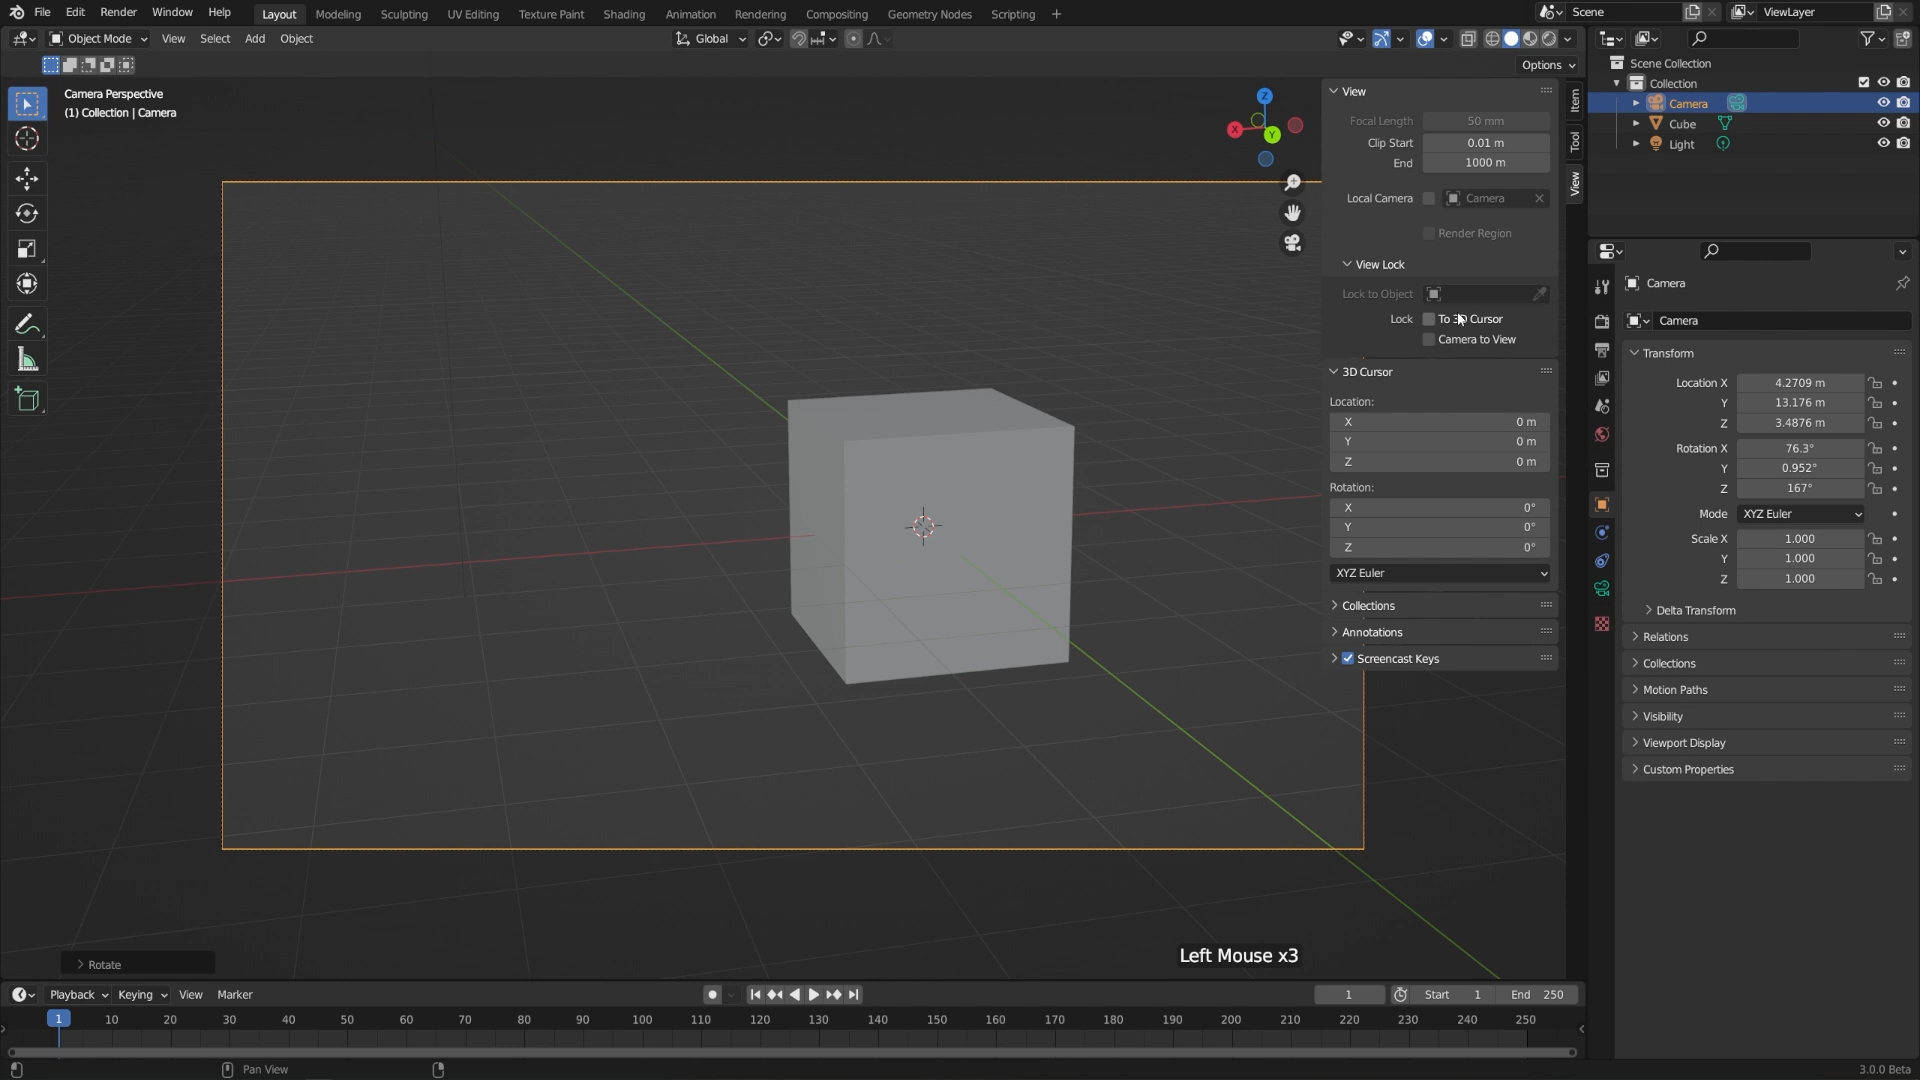 File Edit Render Window Help Layout Modeling Sculpting UV Editing Texture Paint Shading Animation Rendering Compositing Geometry Nodes Scripting + Scene ViewLayer
Object Mode View Select Add Object Global
Options
Camera Perspective
(1) Collection | Camera
Z
X
Y
View
Focal Length 50 mm
Clip Start 0.01 m
End 1000 m
Local Camera Camera
Render Region
View Lock
Lock to Object
Lock To 3D Cursor
Camera to View
3D Cursor
Location:
X 0 m
Y 0 m
Z 0 m
Rotation:
X 0°
Y 0°
Z 0°
XYZ Euler
Collections
Annotations
Screencast Keys
Item
Tool
View
Scene Collection
Collection
Camera
Cube
Light
Camera
Camera
Transform
Location X 4.2709 m
Y 13.176 m
Z 3.4876 m
Rotation X 76.3°
Y 0.952°
Z 167°
Mode XYZ Euler
Scale X 1.000
Y 1.000
Z 1.000
Delta Transform
Relations
Collections
Motion Paths
Visibility
Viewport Display
Custom Properties
Left Mouse x3
Rotate
Playback Keying View Marker 1 Start 1 End 250
1 10 20 30 40 50 60 70 80 90 100 110 120 130 140 150 160 170 180 190 200 210 220 230 240 250
Pan View 3.0.0 Beta